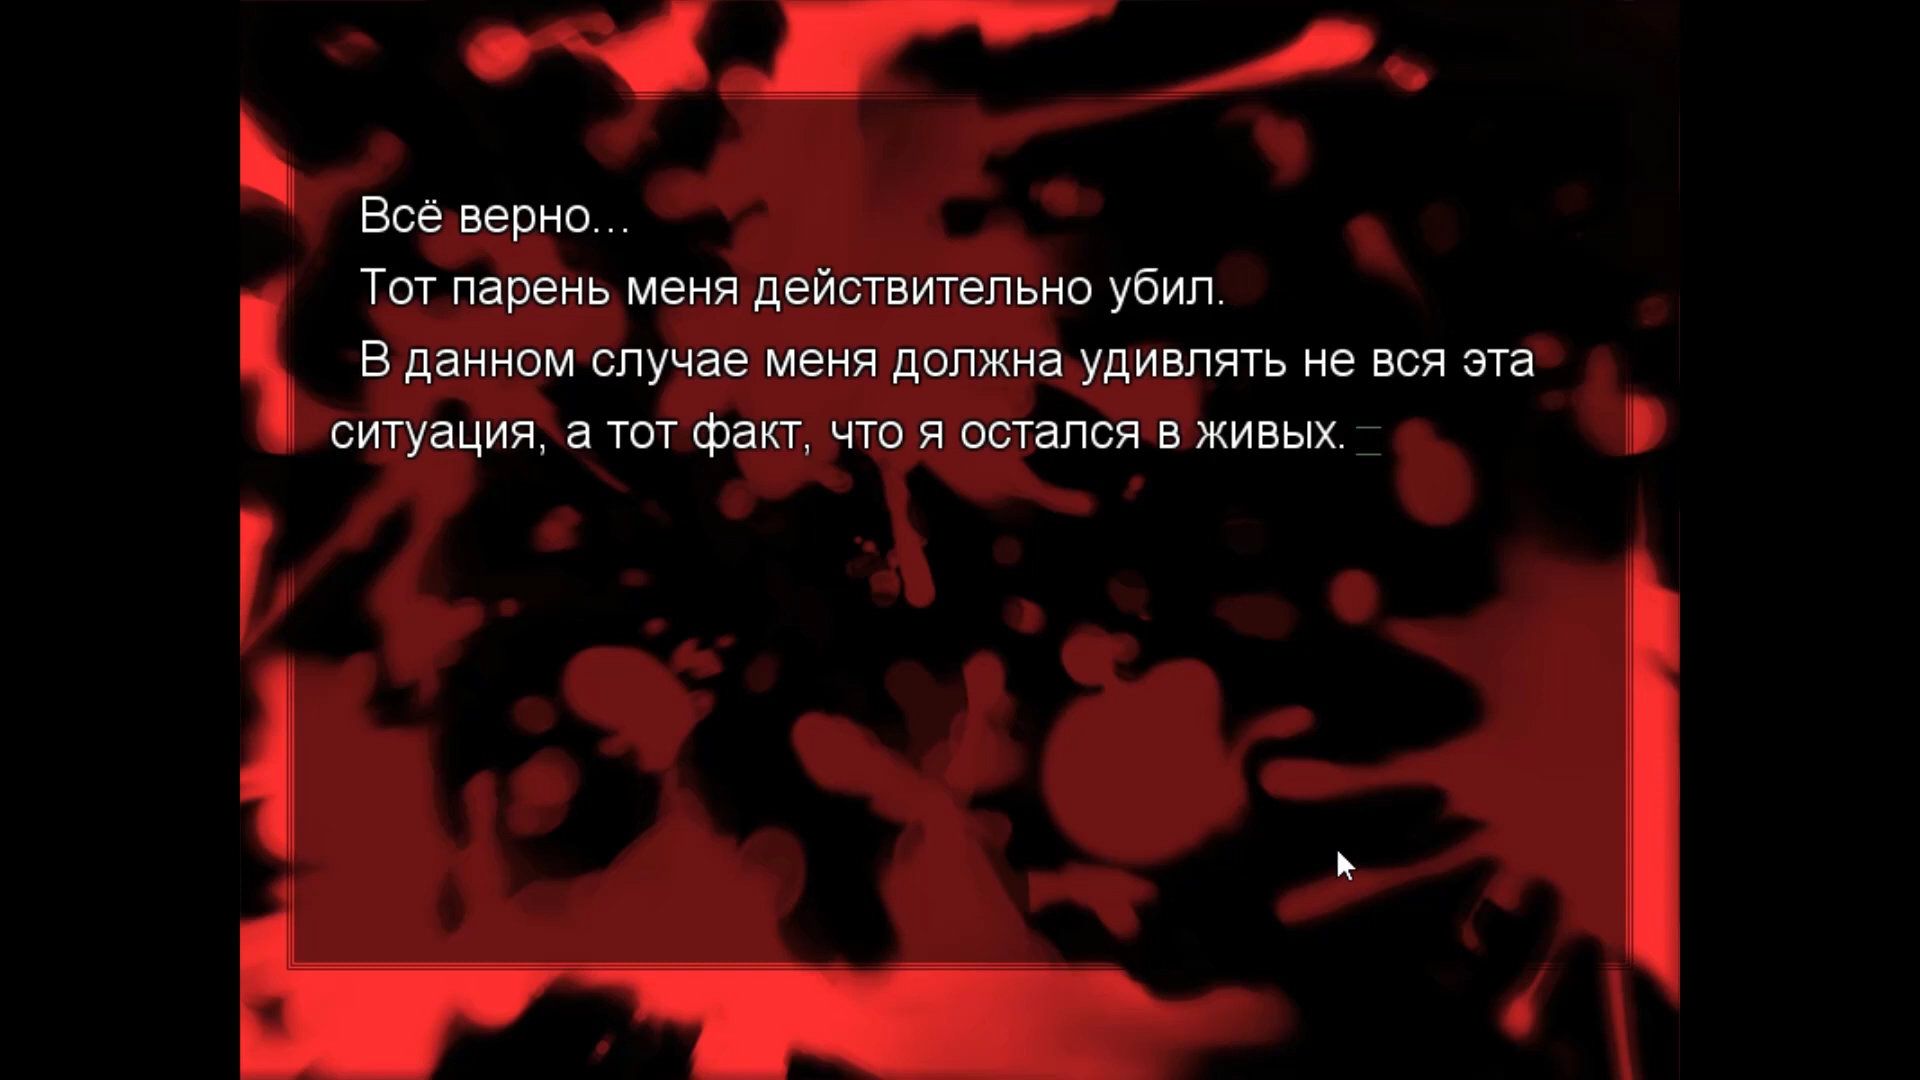 Всё верно...
Тот парень меня действительно убил.
В данном случае меня должна удивлять не вся эта
ситуация, а тот факт, что я остался в живых.